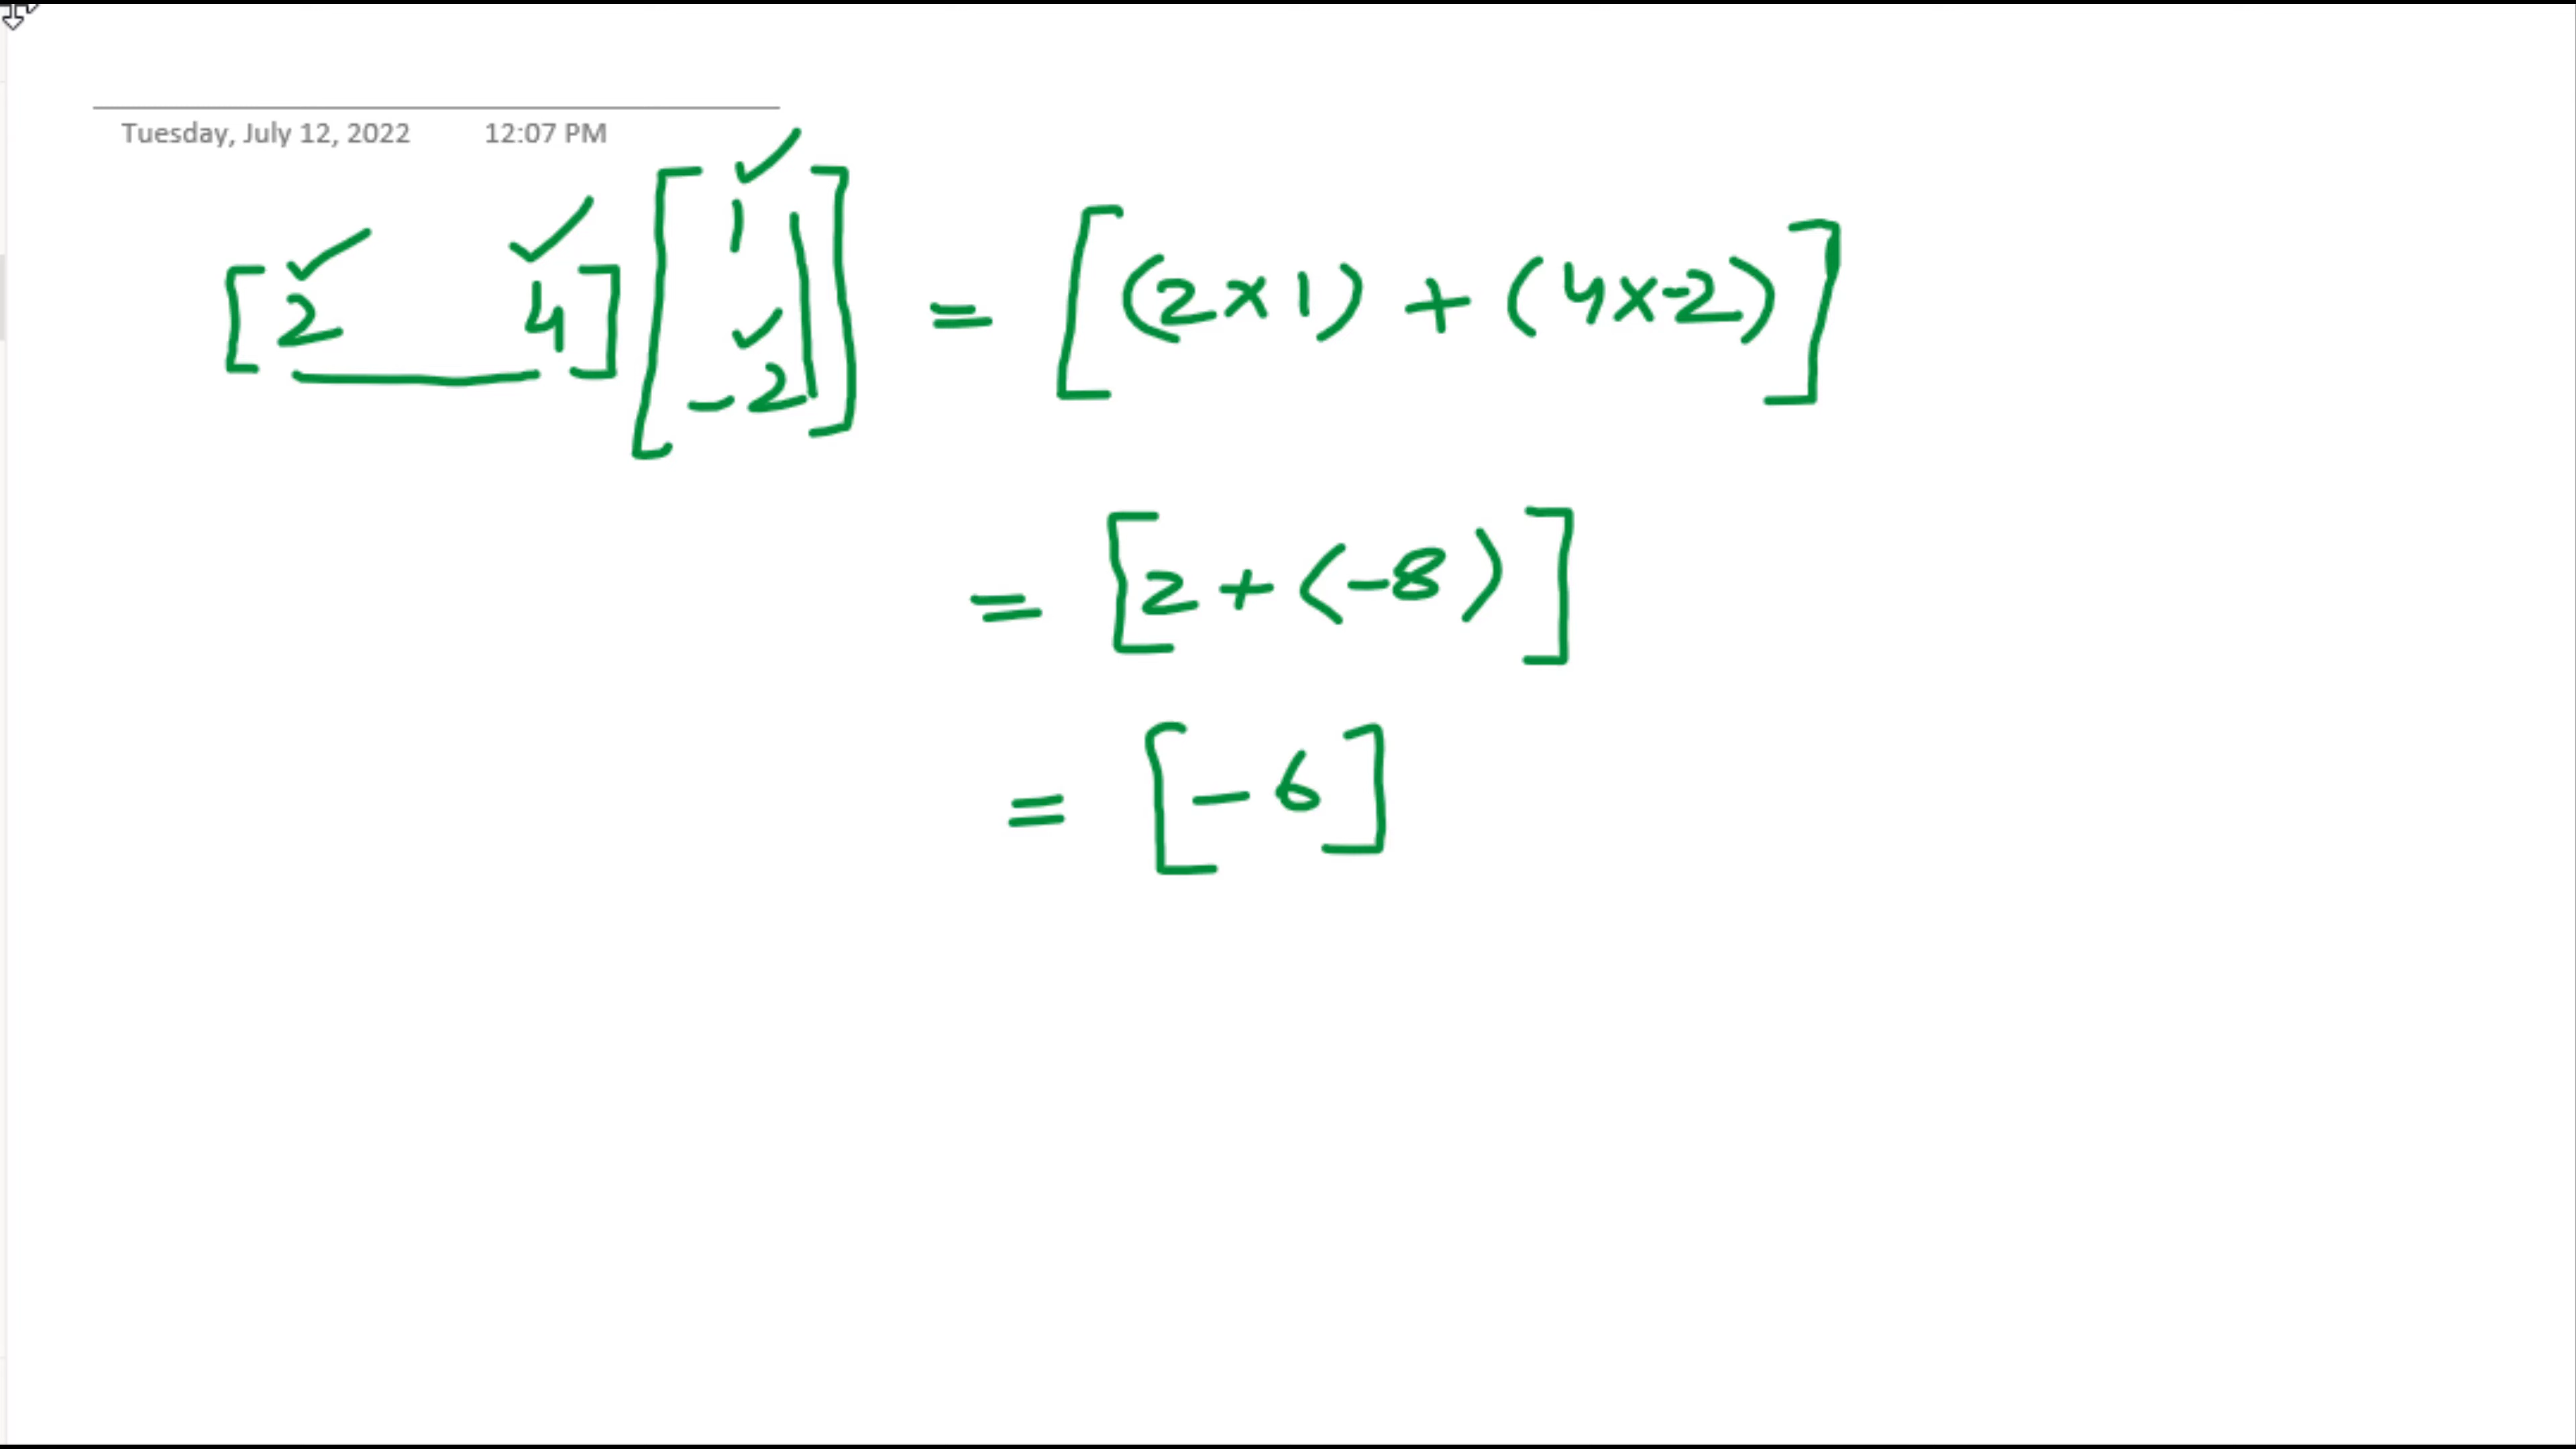 Tuesday, July 12, 2022 12:07 PM
[2 4] [1 -2] = [(2×1) + (4×-2)]
= [2 + (-8)]
= [-6]